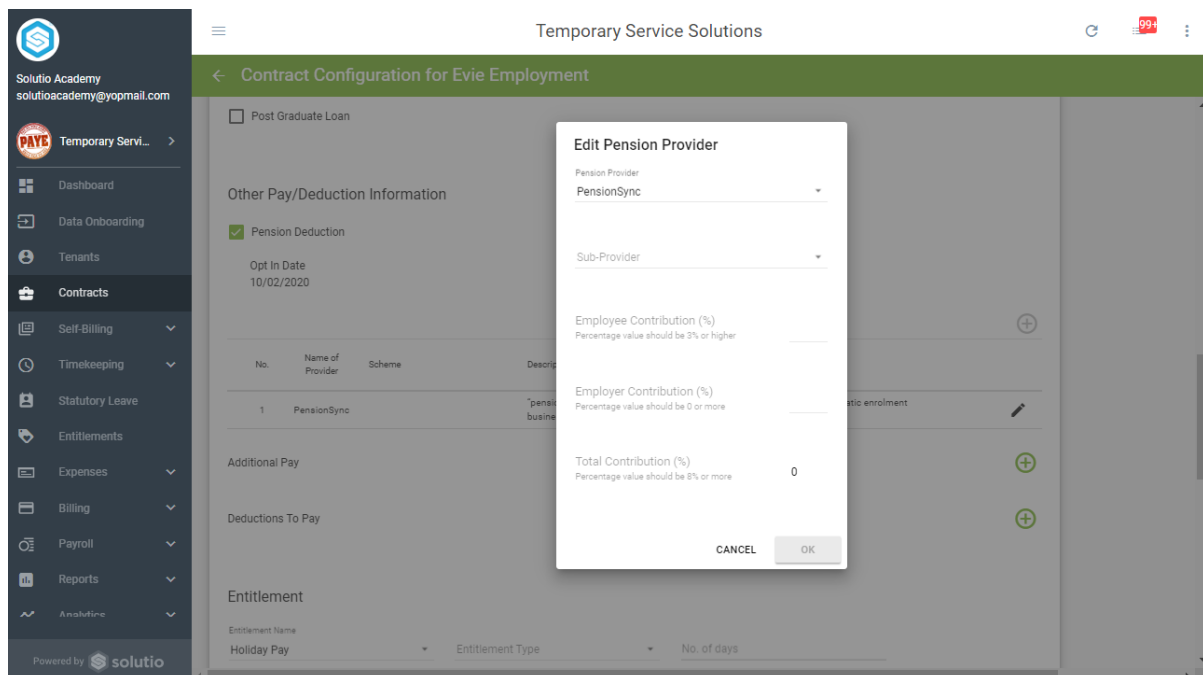 Temporary Service Solutions
99+
Solutio Academy
solutioacademy@yopmail.com
PAYE
Temporary Servi...
Dashboard
Data Onboarding
Tenants
Contracts
Self-Billing
Timekeeping
Statutory Leave
Entitlements
Expenses
Billing
Payroll
Reports
Analytics
Powered by solutio
Contract Configuration for Evie Employment
Post Graduate Loan
Other Pay/Deduction Information
Pension Deduction
Opt In Date
10/02/2020
No.
Name of
Provider
Scheme
Descrip
1
PensionSync
"pensio
busine
atic enrolment
Additional Pay
Deductions To Pay
Entitlement
Entitlement Name
Holiday Pay
Entitlement Type
No. of days
Edit Pension Provider
Pension Provider
PensionSync
Sub-Provider
Employee Contribution (%)
Percentage value should be 3% or higher
Employer Contribution (%)
Percentage value should be 0 or more
Total Contribution (%)
Percentage value should be 8% or more
0
CANCEL
OK